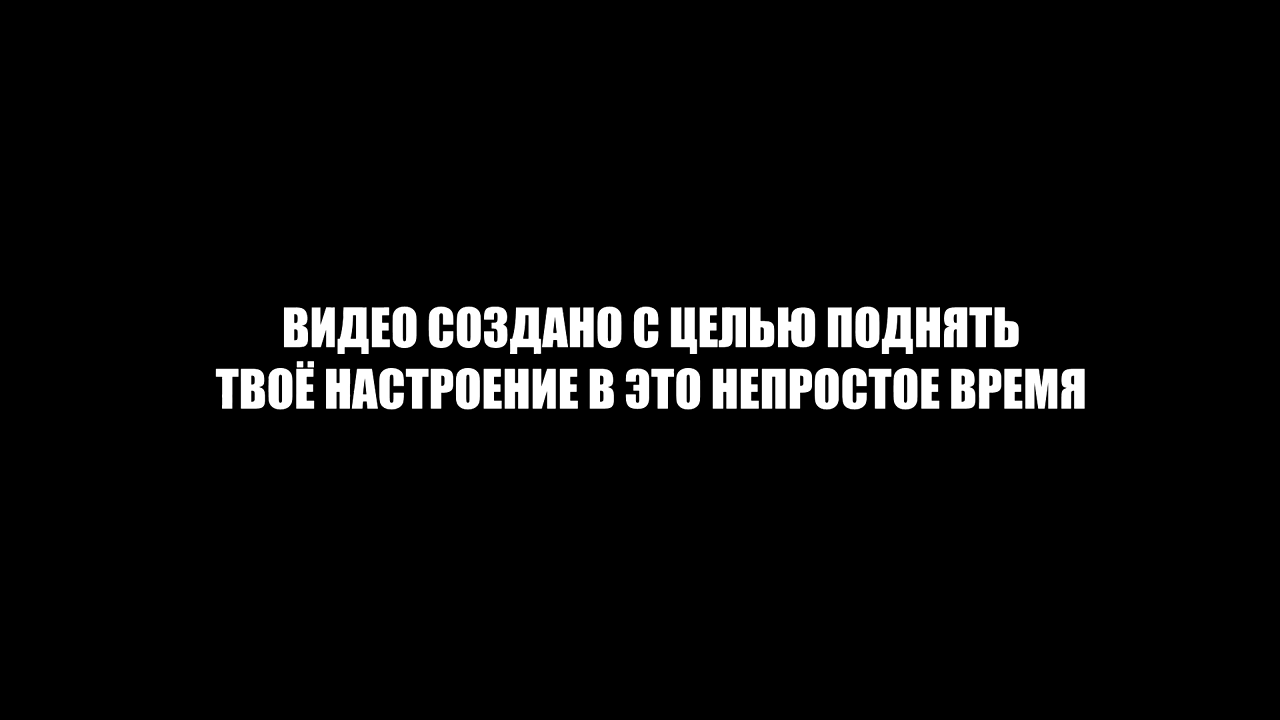 ВИДЕО СОЗДАНО С ЦЕЛЬЮ ПОДНЯТЬ
ТВОЁ НАСТРОЕНИЕ В ЭТО НЕПРОСТОЕ ВРЕМЯ